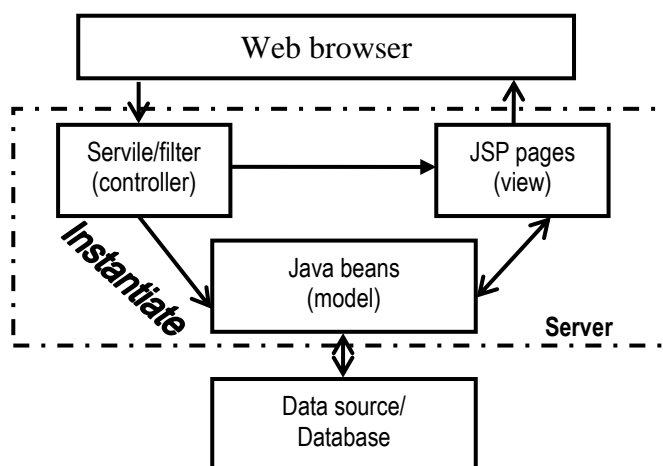 Web browser
Servile/filter
(controller)
JSP pages
(view)
Instantiate
Java beans
(model)
Server
Data source/
Database